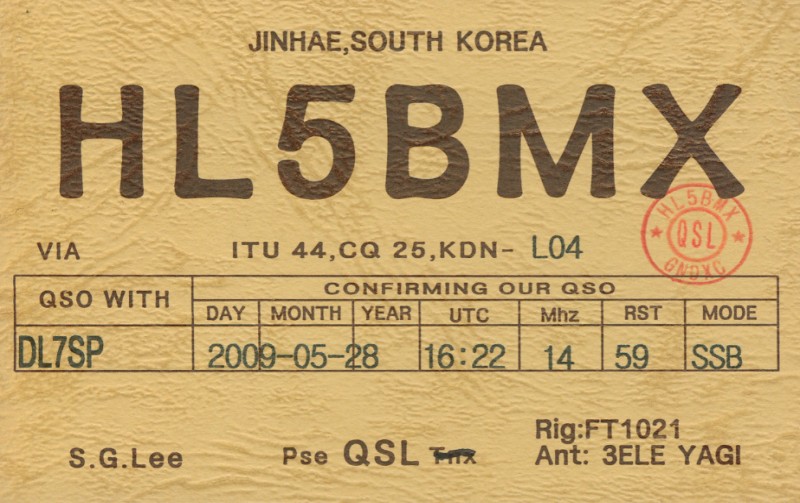 JINHAE,SOUTH KOREA
HL5BMX
HL5BMX
QSL
GNDXC
VIA ITU 44,CQ 25,KDN- L04
QSO WITH CONFIRMING OUR QSO
DAY MONTH YEAR UTC Mhz RST MODE
DL7SP 2009-05-28 16:22 14 59 SSB
Rig:FT1021
S.G.Lee Pse QSL Tnx Ant: 3ELE YAGI